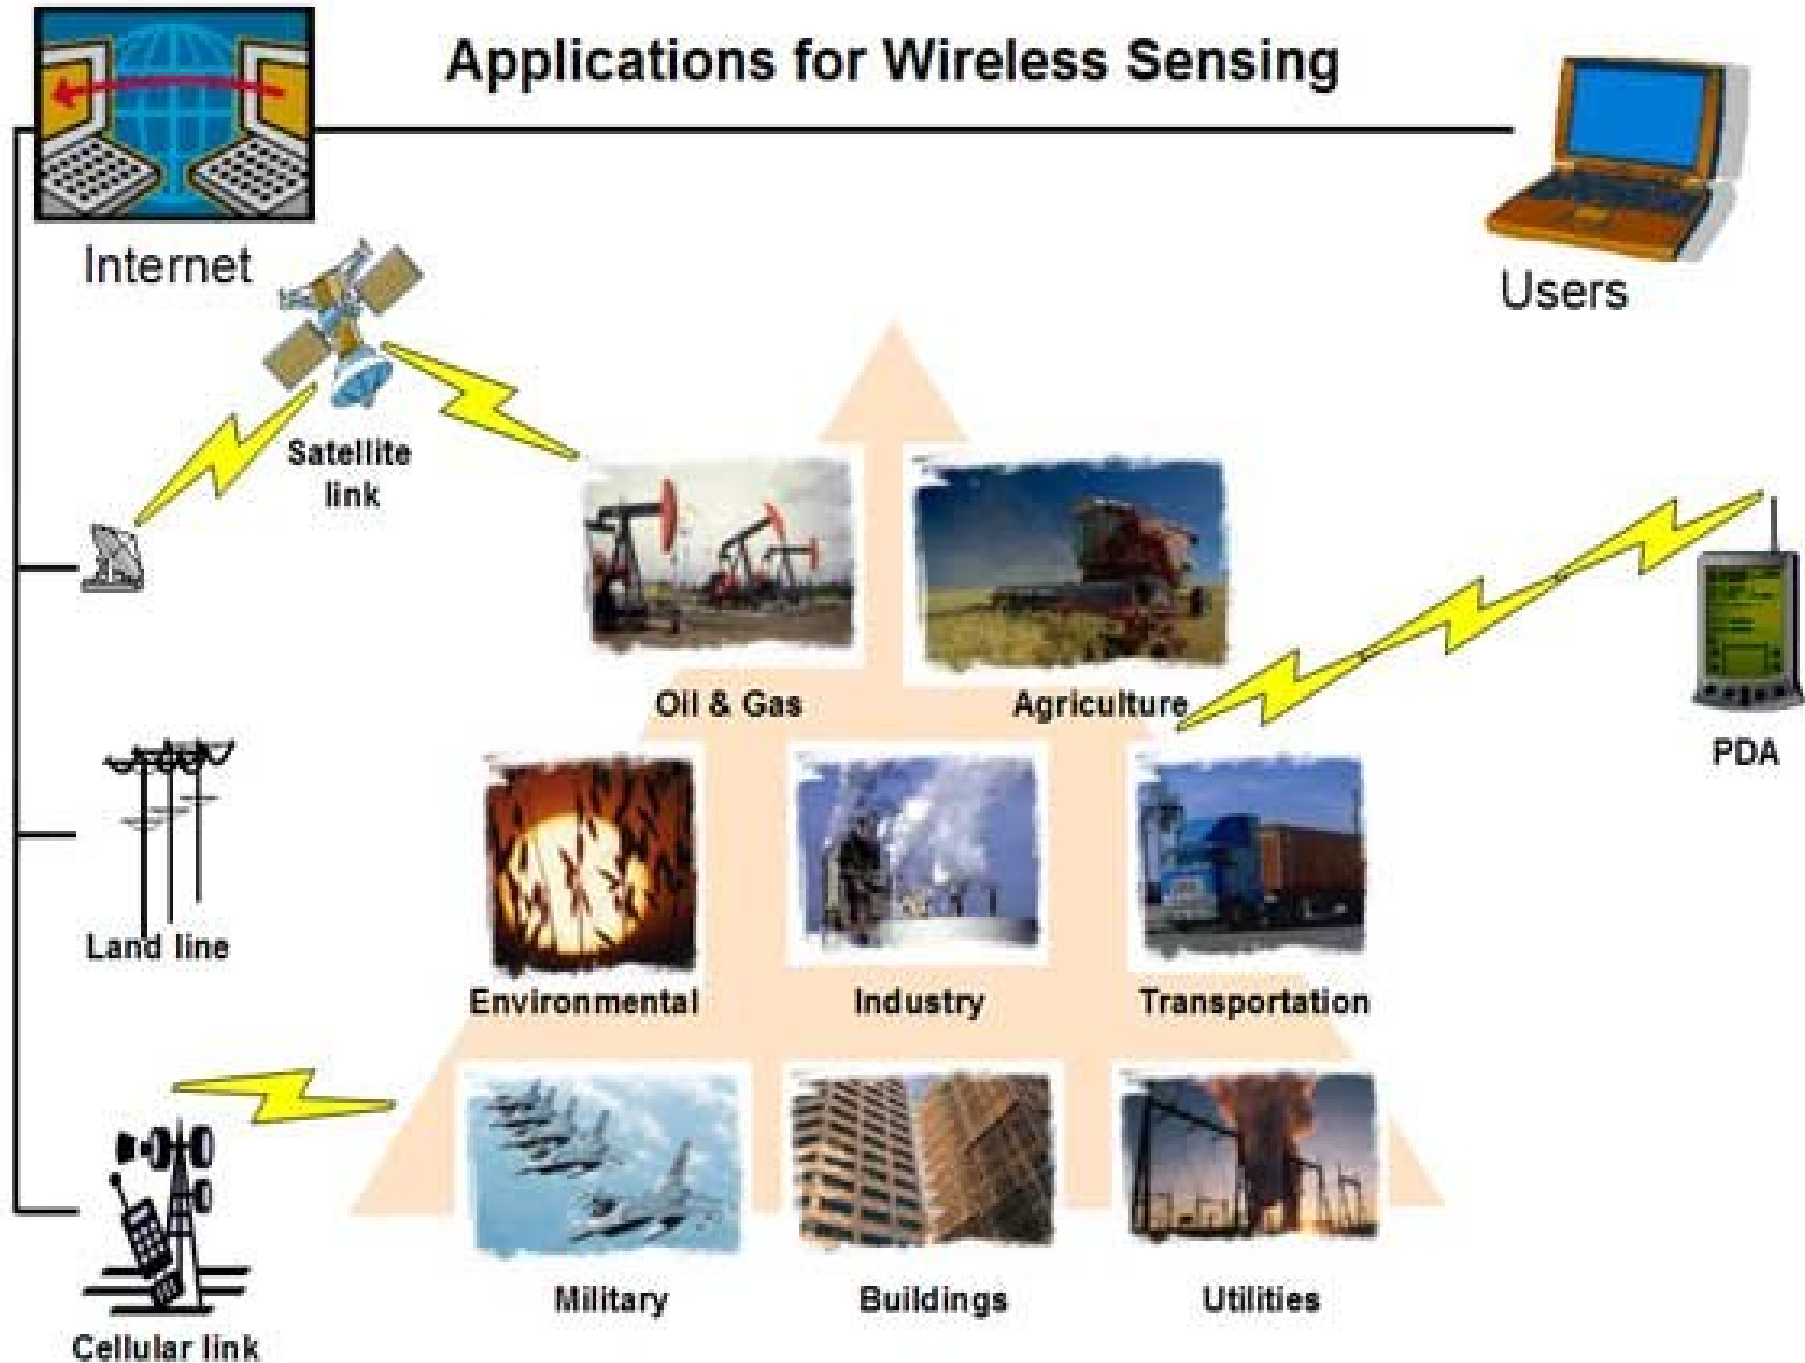 Applications for Wireless Sensing
Internet
Users
Satellite
link
Oil & Gas
Agriculture
PDA
Land line
Environmental
Industry
Transportation
Military
Buildings
Utilities
Cellular link